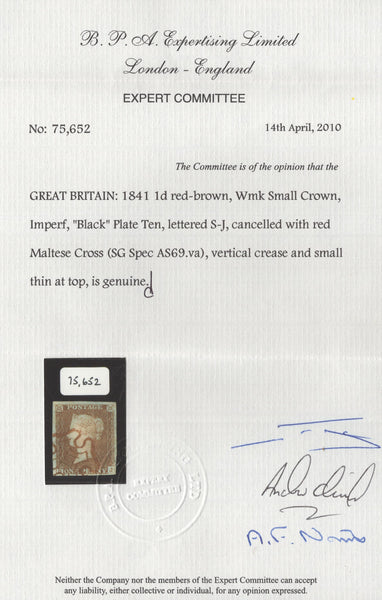 B. P. A. Expertising Limited
London - England
EXPERT COMMITTEE
No: 75,652 14th April, 2010
The Committee is of the opinion that the
GREAT BRITAIN: 1841 1d red-brown, Wmk Small Crown,
Imperf, "Black" Plate Ten, lettered S-J, cancelled with red
Maltese Cross (SG Spec AS69.va), vertical crease and small
thin at top, is genuine.
75,652
POSTAGE
EXPERT
COMMITTEE
A. F. Norris
Neither the Company nor the members of the Expert Committee can accept
any liability, either collective or individual, for any opinion expressed.